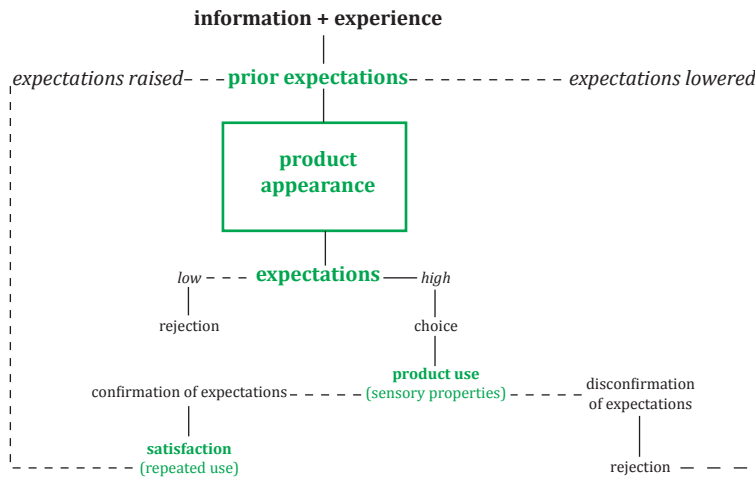 information + experience
expectations raised prior expectations expectations lowered
product
appearance
low expectations high
rejection choice
product use
confirmation of expectations (sensory properties) disconfirmation
of expectations
satisfaction
(repeated use) rejection